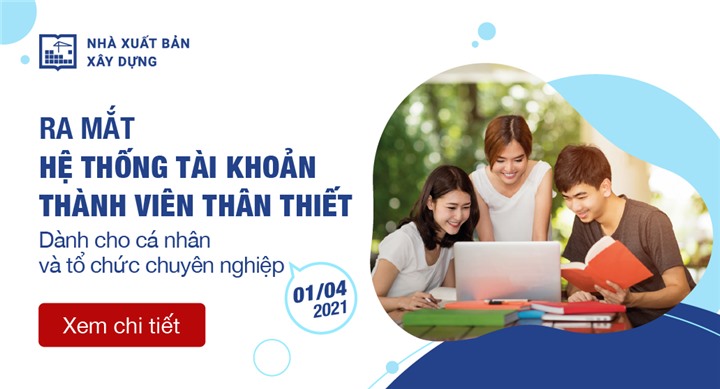 NHÀ XUẤT BẢN
XÂY DỰNG
RA MẮT
HỆ THỐNG TÀI KHOẢN
THÀNH VIÊN THÂN THIẾT
Dành cho cá nhân
và tổ chức chuyên nghiệp
01/04
2021
Xem chi tiết